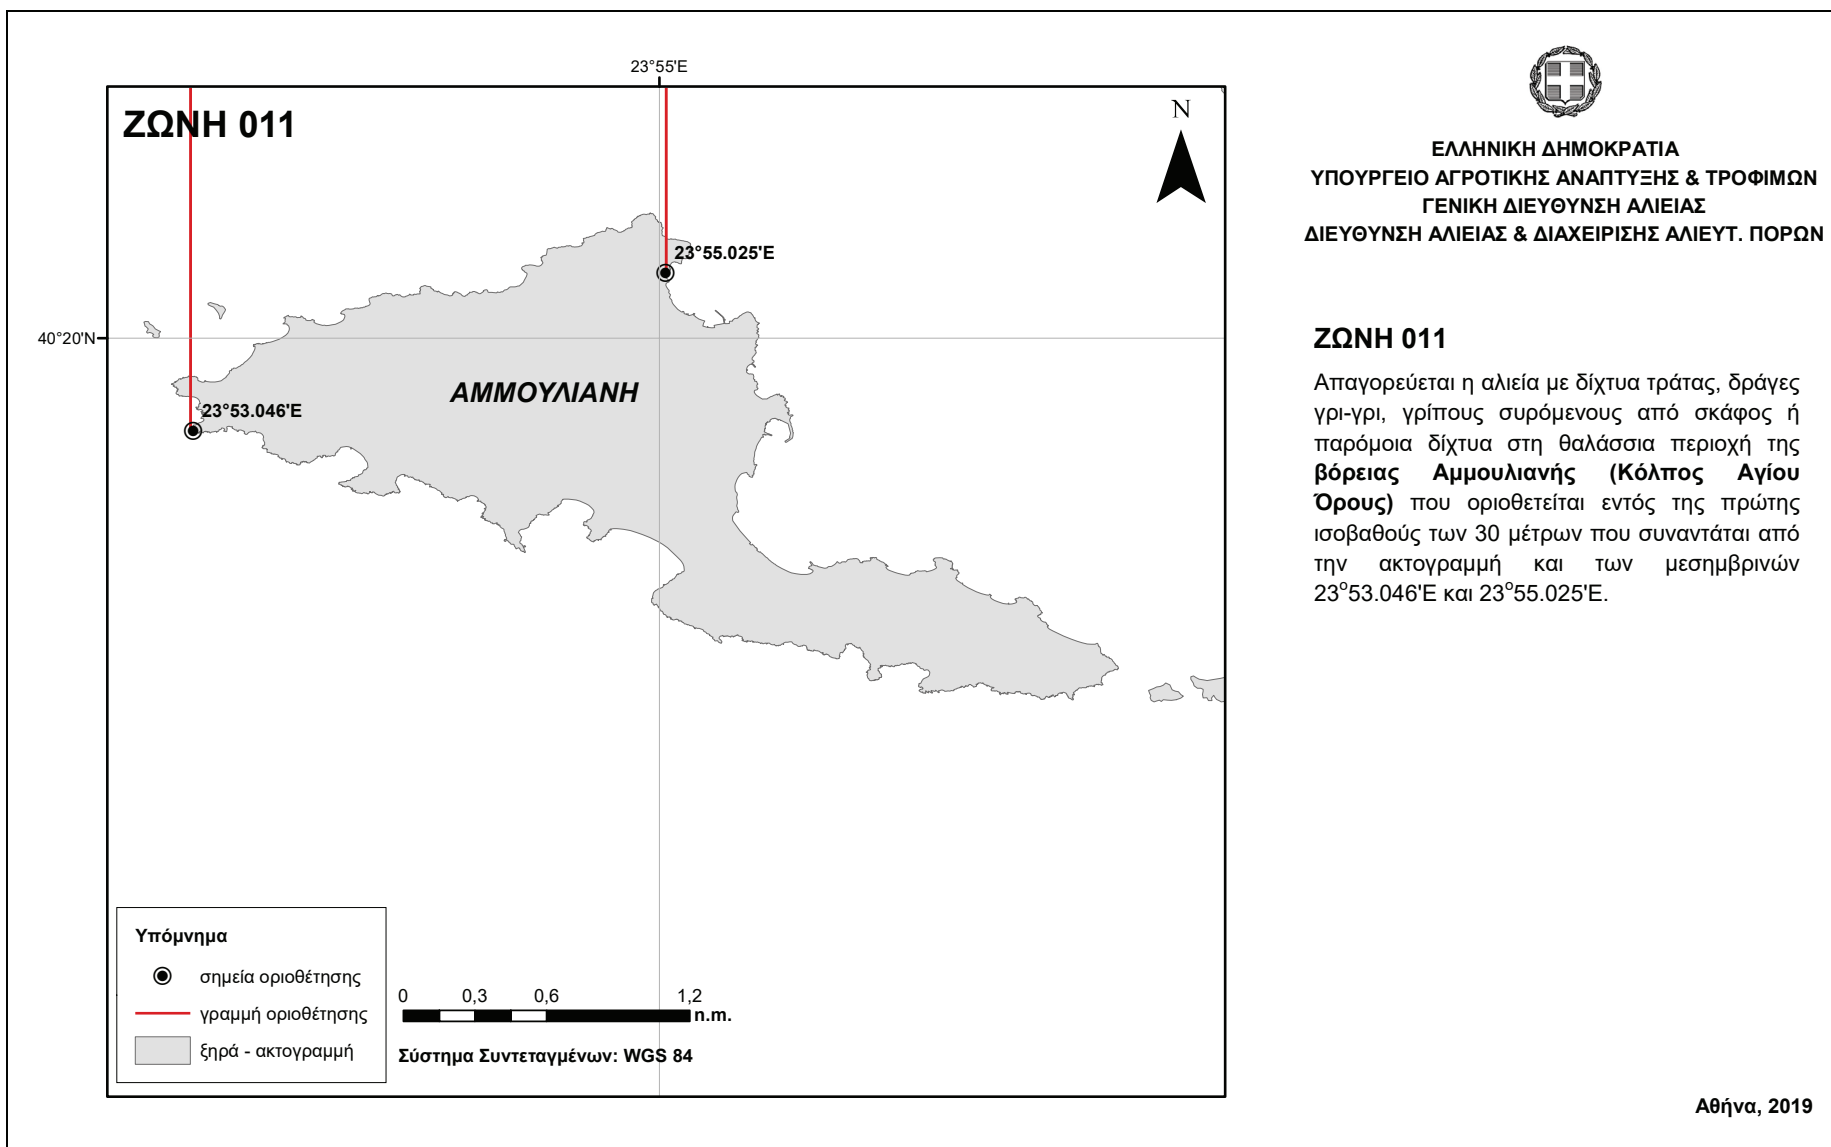 23°55'E
ΖΩΝΗ 011
N
23°55.025'E
40°20'N
ΑΜΜΟΥΛΙΑΝΗ
23°53.046'E
Υπόμνημα
σημεία οριοθέτησης
γραμμή οριοθέτησης
ξηρά - ακτογραμμή
0 0,3 0,6 1,2
n.m.
Σύστημα Συντεταγμένων: WGS 84
ΕΛΛΗΝΙΚΗ ΔΗΜΟΚΡΑΤΙΑ
ΥΠΟΥΡΓΕΙΟ ΑΓΡΟΤΙΚΗΣ ΑΝΑΠΤΥΞΗΣ & ΤΡΟΦΙΜΩΝ
ΓΕΝΙΚΗ ΔΙΕΥΘΥΝΣΗ ΑΛΙΕΙΑΣ
ΔΙΕΥΘΥΝΣΗ ΑΛΙΕΙΑΣ & ΔΙΑΧΕΙΡΙΣΗΣ ΑΛΙΕΥΤ. ΠΟΡΩΝ
ΖΩΝΗ 011
Απαγορεύεται η αλιεία με δίχτυα τράτας, δράγες
γρι-γρι, γρίπους συρόμενους από σκάφος ή
παρόμοια δίχτυα στη θαλάσσια περιοχή της
βόρειας Αμμουλιανής (Κόλπος Αγίου
Όρους) που οριοθετείται εντός της πρώτης
ισοβαθούς των 30 μέτρων που συναντάται από
την ακτογραμμή και των μεσημβρινών
23°53.046'E και 23°55.025'E.
Αθήνα, 2019